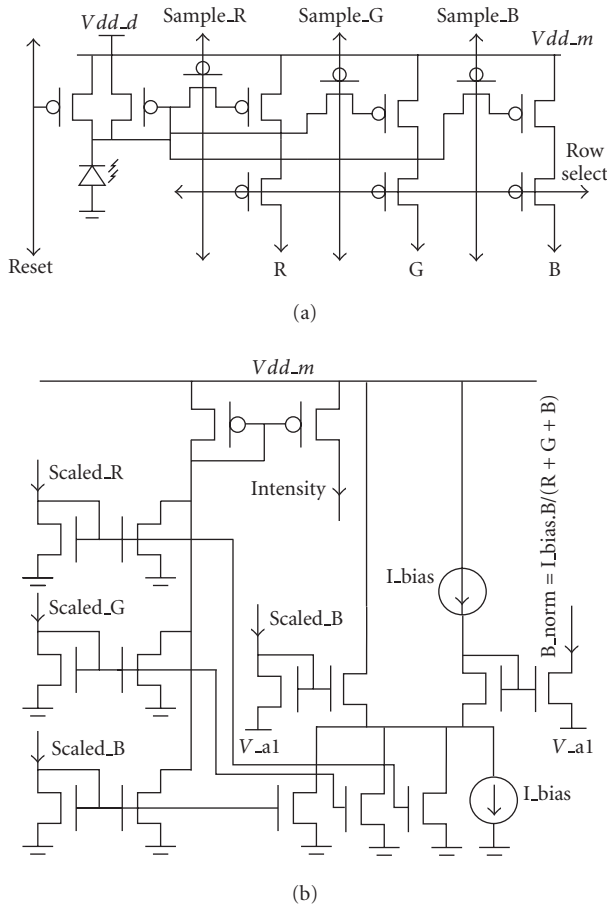 Sample_R Sample_G Sample_B
Vdd_d
Vdd_m
Row
select
Reset
R G B
(a)
Vdd_m
Scaled_R
Intensity
I_bias
B_norm = I_bias.B/(R + G + B)
Scaled_G
Scaled_B
V_a1
V_a1
Scaled_B
I_bias
(b)